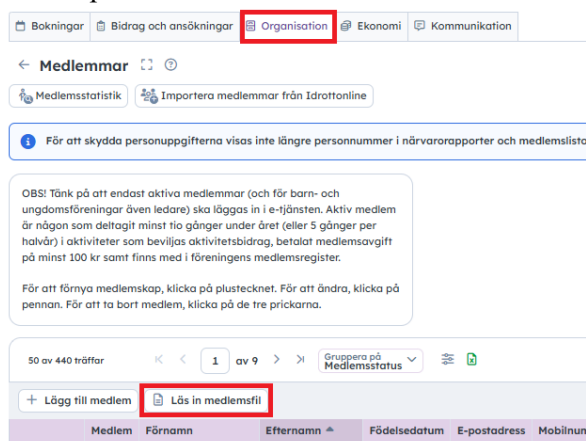 Bokningar Bidrag och ansökningar Organisation Ekonomi Kommunikation
Medlemmar
Medlemsstatistik Importera medlemmar från Idrottonline
För att skydda personuppgifterna visas inte längre personnummer i närvarorapporter och medlemslista
OBS! Tänk på att endast aktiva medlemmar (och för barn- och
ungdomsföreningar även ledare) ska läggas in i e-tjänsten. Aktiv medlem
är någon som deltagit minst tio gånger under året (eller 5 gånger per
halvår) i aktiviteter som beviljas aktivitetsbidrag, betalat medlemsavgift
på minst 100 kr samt finns med i föreningens medlemsregister.
För att förnya medlemskap, klicka på plustecknet. För att ändra, klicka på
pennan. För att ta bort medlem, klicka på de tre prickarna.
50 av 440 träffar 1 av 9 Gruppera på
Medlemsstatus
+ Lägg till medlem Läs in medlemsfil
Medlem Förnamn Efternamn Födelsedatum E-postadress Mobilnum